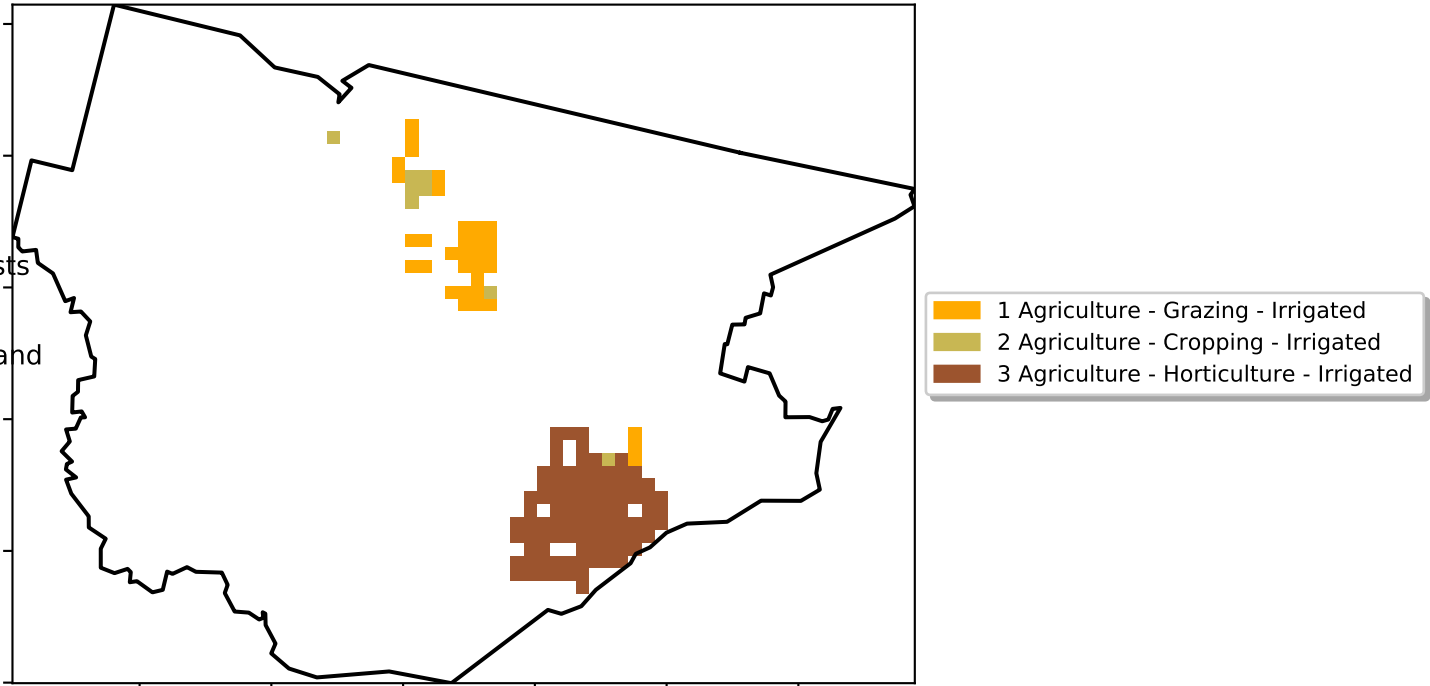 sts
and
1 Agriculture - Grazing - Irrigated
2 Agriculture - Cropping - Irrigated
3 Agriculture - Horticulture - Irrigated